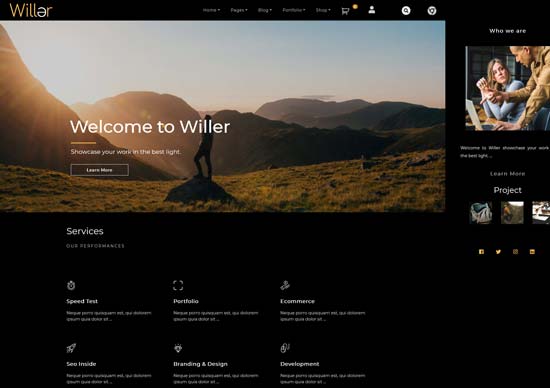 Willer
Home Pages Blog Portfolio Shop
Welcome to Willer
Showcase your work in the best light.
Learn More
Who we are
Welcome to Willer showchase your work in
the best light ...
Learn More
Project
Services
OUR PERFORMANCES
Speed Test
Neque porro quisquam est, qui dolorem
ipsum quia dolor sit ...
Portfolio
Neque porro quisquam est, qui dolorem
ipsum quia dolor sit ...
Ecommerce
Neque porro quisquam est, qui dolorem
ipsum quia dolor sit ...
Seo Inside
Neque porro quisquam est, qui dolorem
ipsum quia dolor sit ...
Branding & Design
Neque porro quisquam est, qui dolorem
ipsum quia dolor sit ...
Development
Neque porro quisquam est, qui dolorem
ipsum quia dolor sit ...